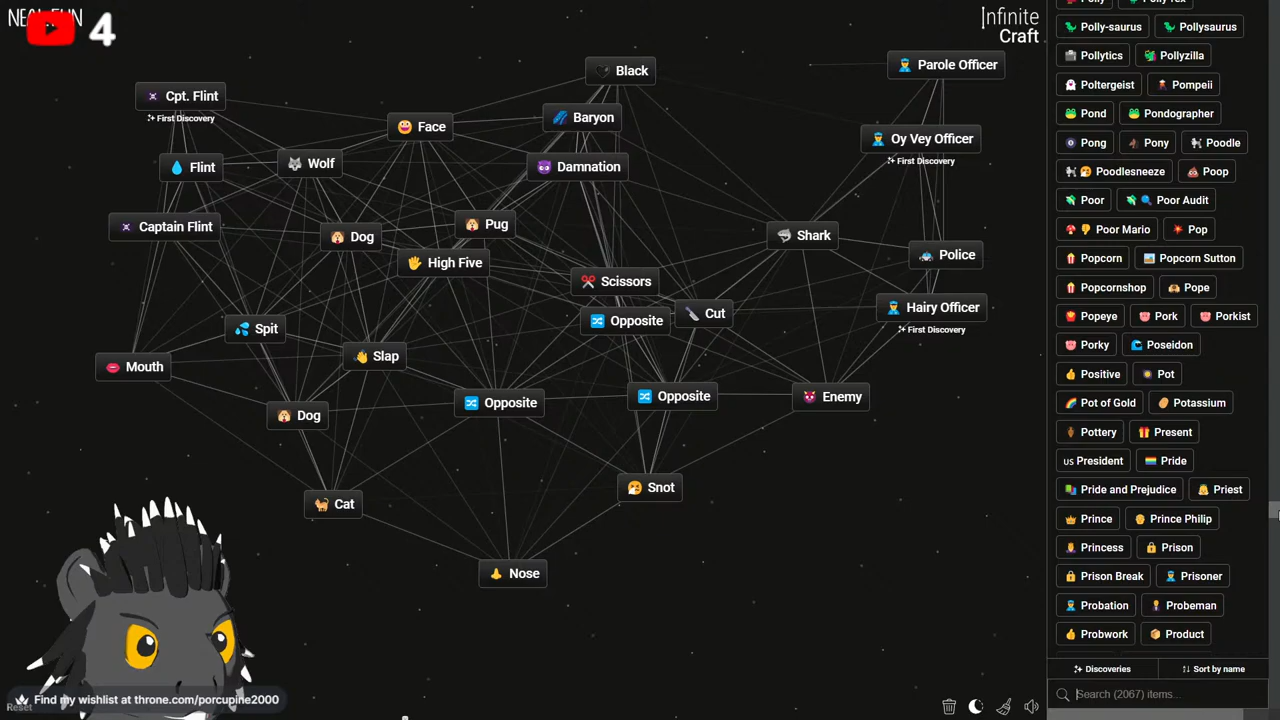 NEAL.FUN
4
Infinite
Craft
Black
Parole Officer
Cpt. Flint
First Discovery
Baryon
Face
Oy Vey Officer
First Discovery
Wolf
Flint
Damnation
Captain Flint
Pug
Dog
Shark
Police
High Five
Scissors
Hairy Officer
First Discovery
Spit
Opposite
Cut
Slap
Mouth
Opposite
Opposite
Enemy
Dog
Snot
Cat
Nose
Find my wishlist at throne.com/porcupine2000
Reset
Polly-saurus Pollysaurus
Pollytics Pollyzilla
Poltergeist Pompeii
Pond Pondographer
Pong Pony Poodle
Poodlesneeze Poop
Poor Poor Audit
Poor Mario Pop
Popcorn Popcorn Sutton
Popcornshop Pope
Popeye Pork Porkist
Porky Poseidon
Positive Pot
Pot of Gold Potassium
Pottery Present
US President Pride
Pride and Prejudice Priest
Prince Prince Philip
Princess Prison
Prison Break Prisoner
Probation Probeman
Probwork Product
Discoveries Sort by name
Search (2067) items...